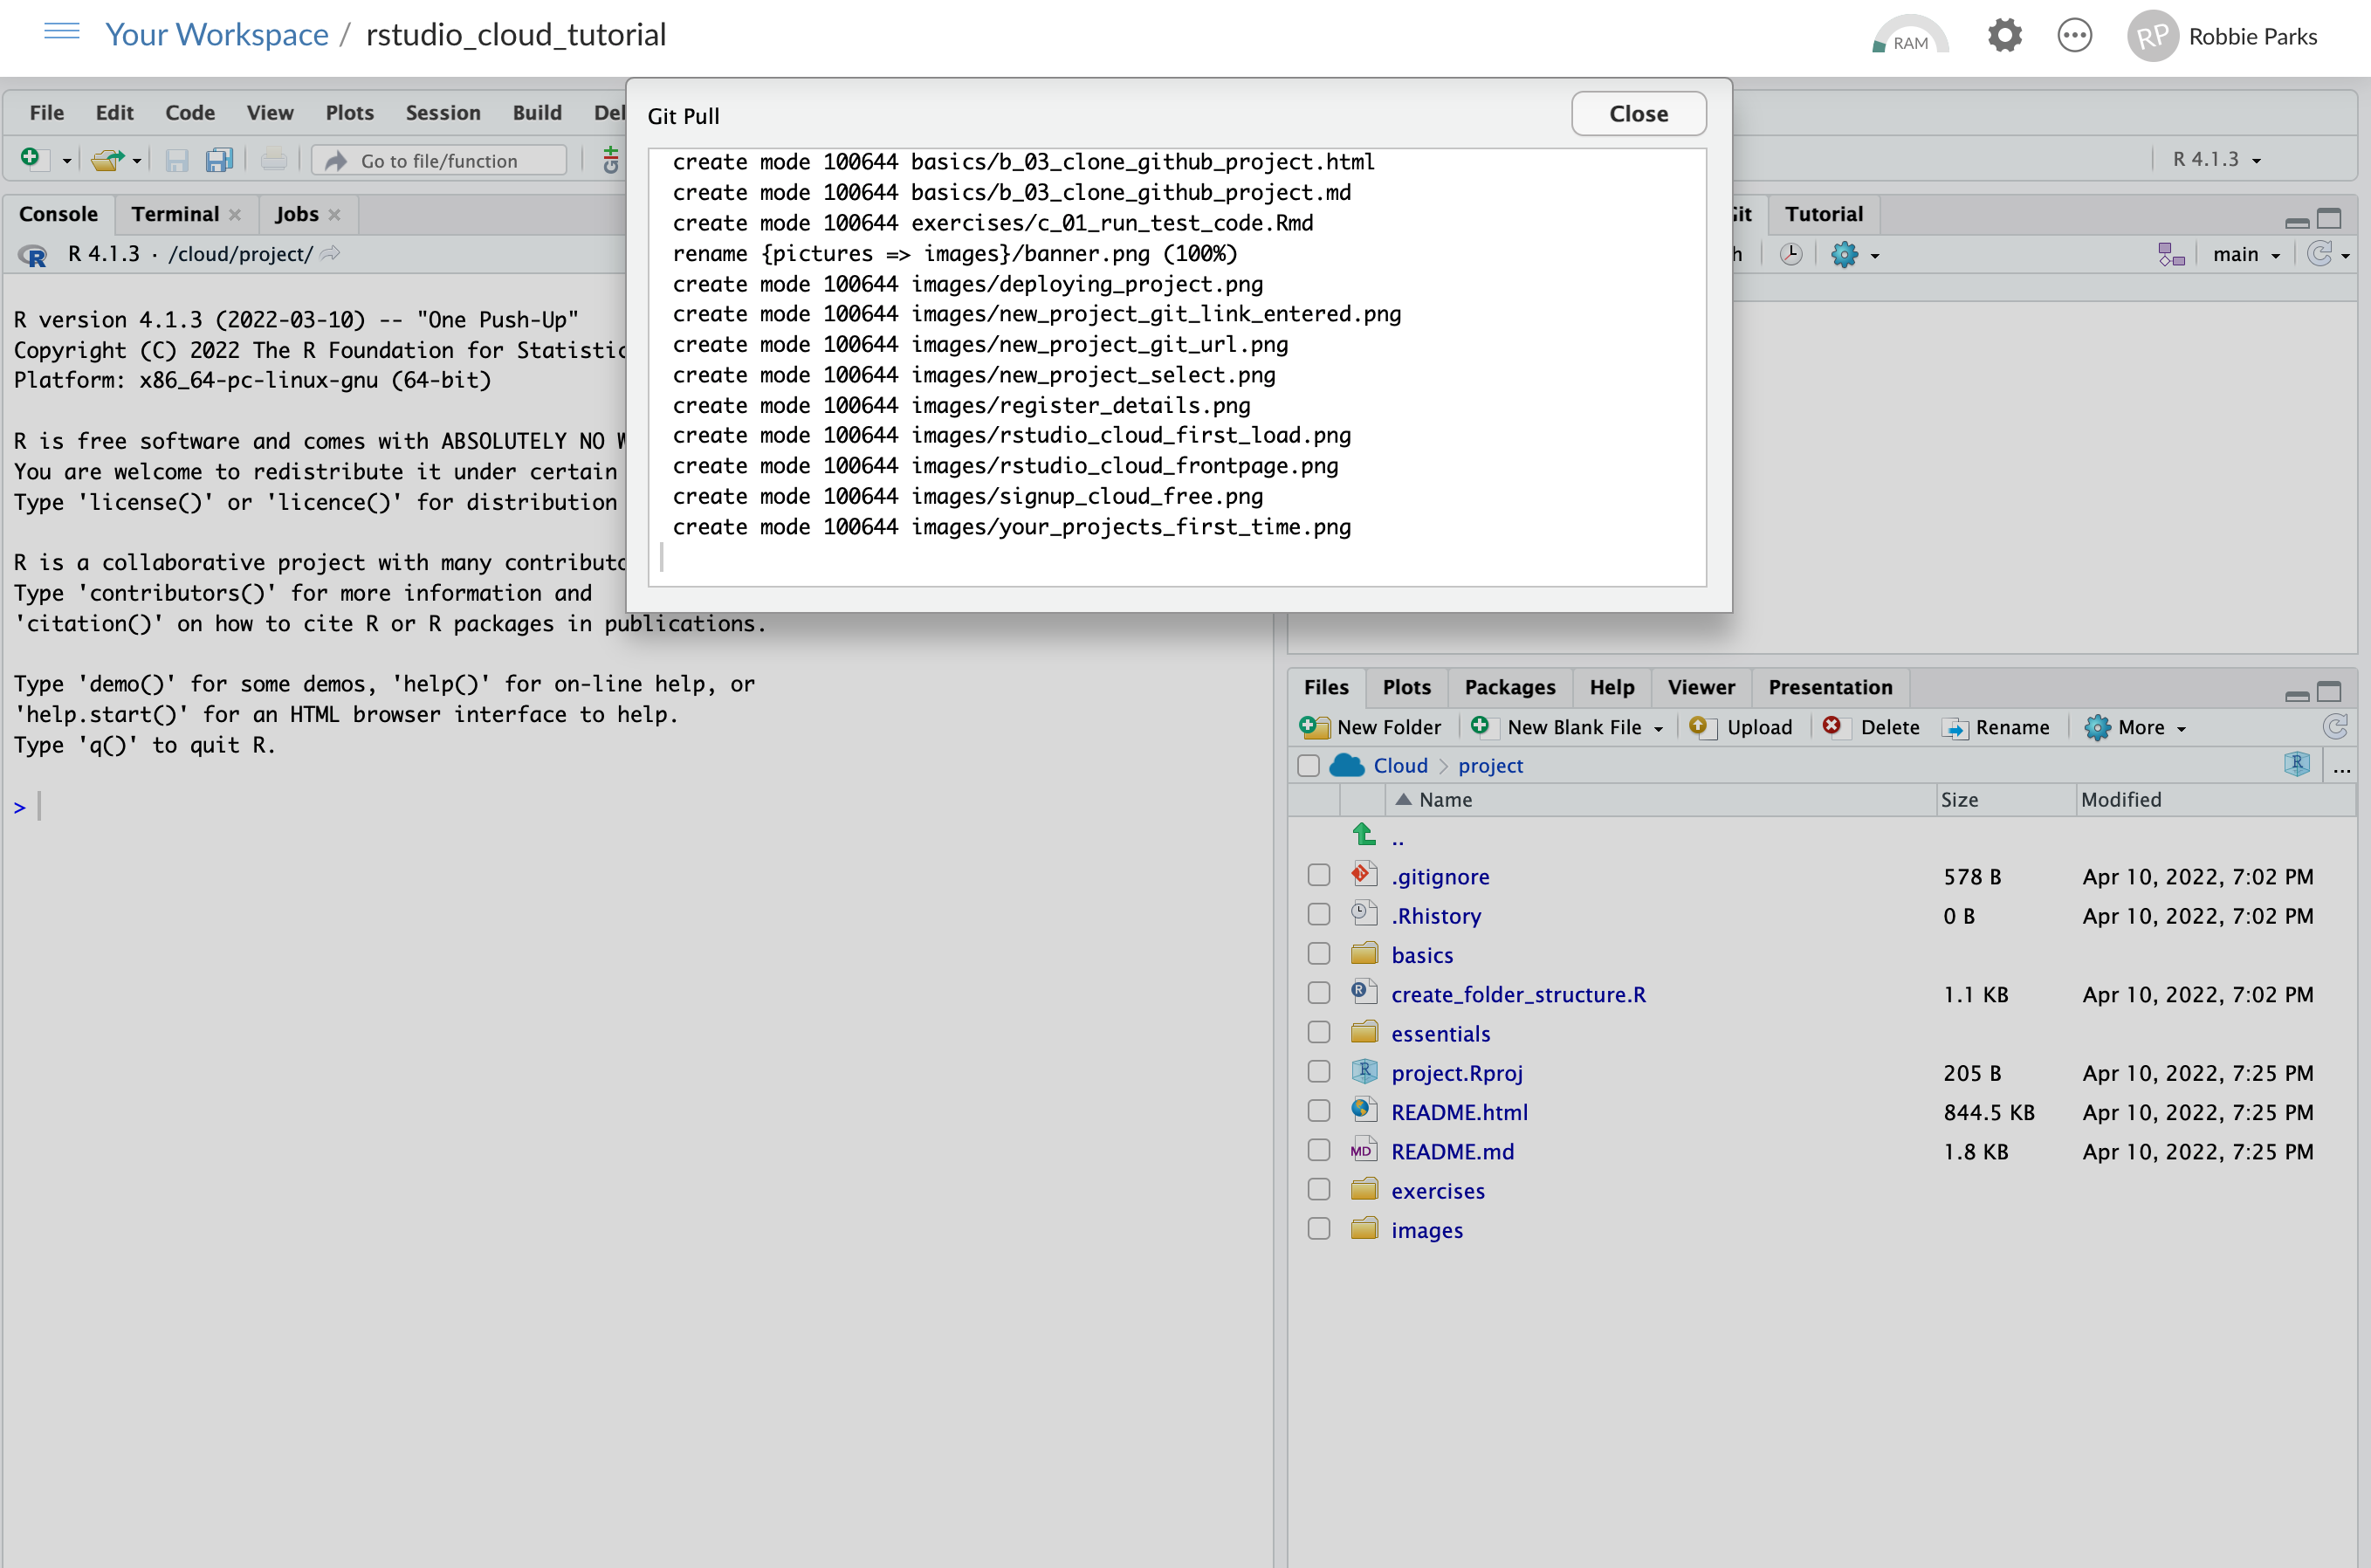 Your Workspace / rstudio_cloud_tutorial
RAM
RP
Robbie Parks
File Edit Code View Plots Session Build
Go to file/function
R 4.1.3
Git Pull
Close
create mode 100644 basics/b_03_clone_github_project.html
create mode 100644 basics/b_03_clone_github_project.md
create mode 100644 exercises/c_01_run_test_code.Rmd
rename {pictures => images}/banner.png (100%)
create mode 100644 images/deploying_project.png
create mode 100644 images/new_project_git_link_entered.png
create mode 100644 images/new_project_git_url.png
create mode 100644 images/new_project_select.png
create mode 100644 images/register_details.png
create mode 100644 images/rstudio_cloud_first_load.png
create mode 100644 images/rstudio_cloud_frontpage.png
create mode 100644 images/signup_cloud_free.png
create mode 100644 images/your_projects_first_time.png
Console Terminal Jobs
R 4.1.3 · /cloud/project/
R version 4.1.3 (2022-03-10) -- "One Push-Up"
Copyright (C) 2022 The R Foundation for
Platform: x86_64-pc-linux-gnu (64-bit)
R is free software and comes with ABSOLUTELY NO
You are welcome to redistribute it under certain
Type 'license()' or 'licence()' for distribution
R is a collaborative project with many
Type 'contributors()' for more information and
'citation()' on how to cite R or R packages in publications.
Type 'demo()' for some demos, 'help()' for on-line help, or
'help.start()' for an HTML browser interface to help.
Type 'q()' to quit R.
>
Tutorial
main
Files Plots Packages Help Viewer Presentation
New Folder New Blank File Upload Delete Rename More
Cloud project ...
Name Size Modified
..
.gitignore 578 B Apr 10, 2022, 7:02 PM
.Rhistory 0 B Apr 10, 2022, 7:02 PM
basics
create_folder_structure.R 1.1 KB Apr 10, 2022, 7:02 PM
essentials
project.Rproj 205 B Apr 10, 2022, 7:25 PM
README.html 844.5 KB Apr 10, 2022, 7:25 PM
README.md 1.8 KB Apr 10, 2022, 7:25 PM
exercises
images